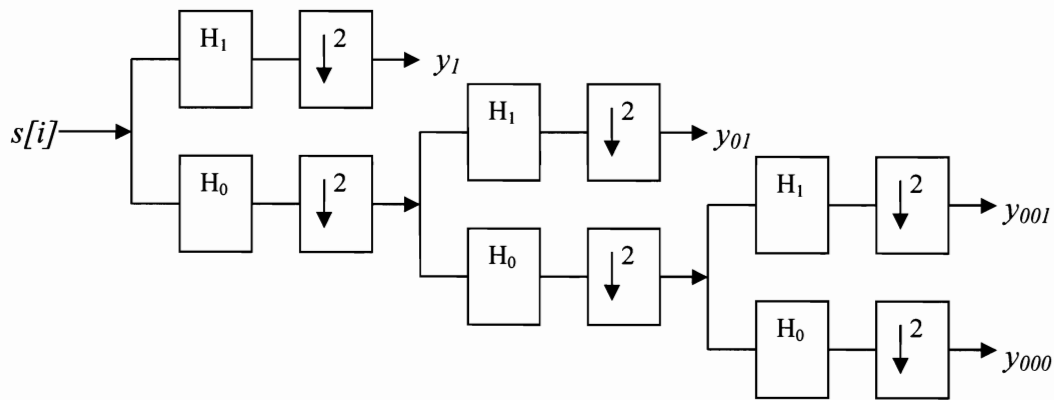 H₁ 2 y₁
s[i]
H₀ 2
H₁ 2 y₀₁
H₀ 2
H₁ 2 y₀₀₁
H₀ 2 y₀₀₀